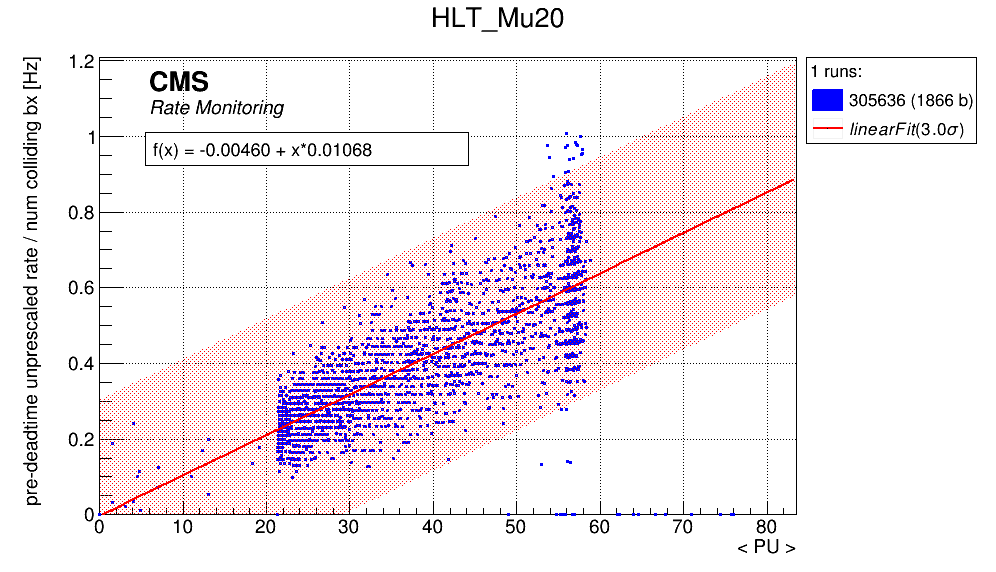 HLT_Mu20
pre-deadtime unprescaled rate / num colliding bx [Hz]
1.2
1
0.8
0.6
0.4
0.2
0
CMS
Rate Monitoring
f(x) = -0.00460 + x*0.01068
1 runs:
305636 (1866 b)
linearFit(3.0σ)
0 10 20 30 40 50 60 70 80
< PU >